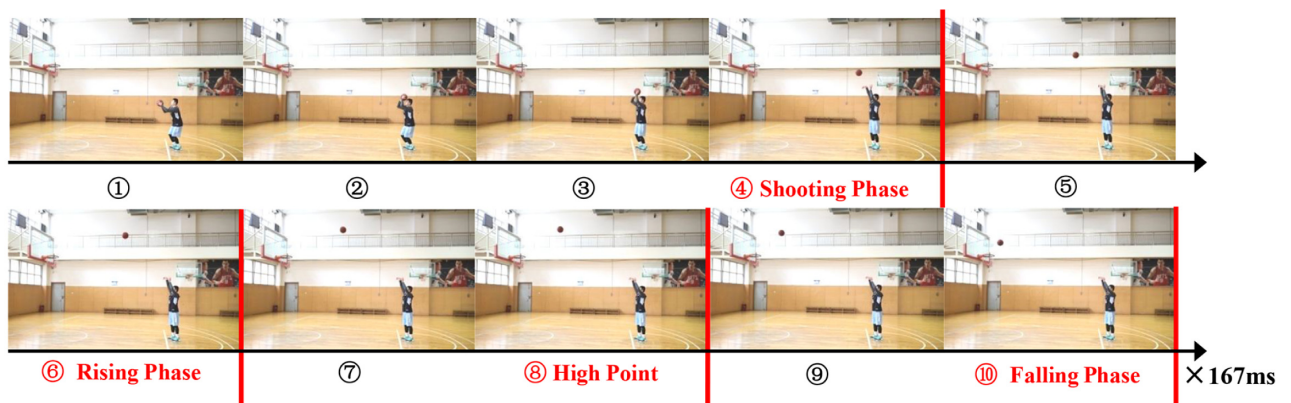 ① ② ③ ④ Shooting Phase ⑤
⑥ Rising Phase ⑦ ⑧ High Point ⑨ ⑩ Falling Phase ×167ms